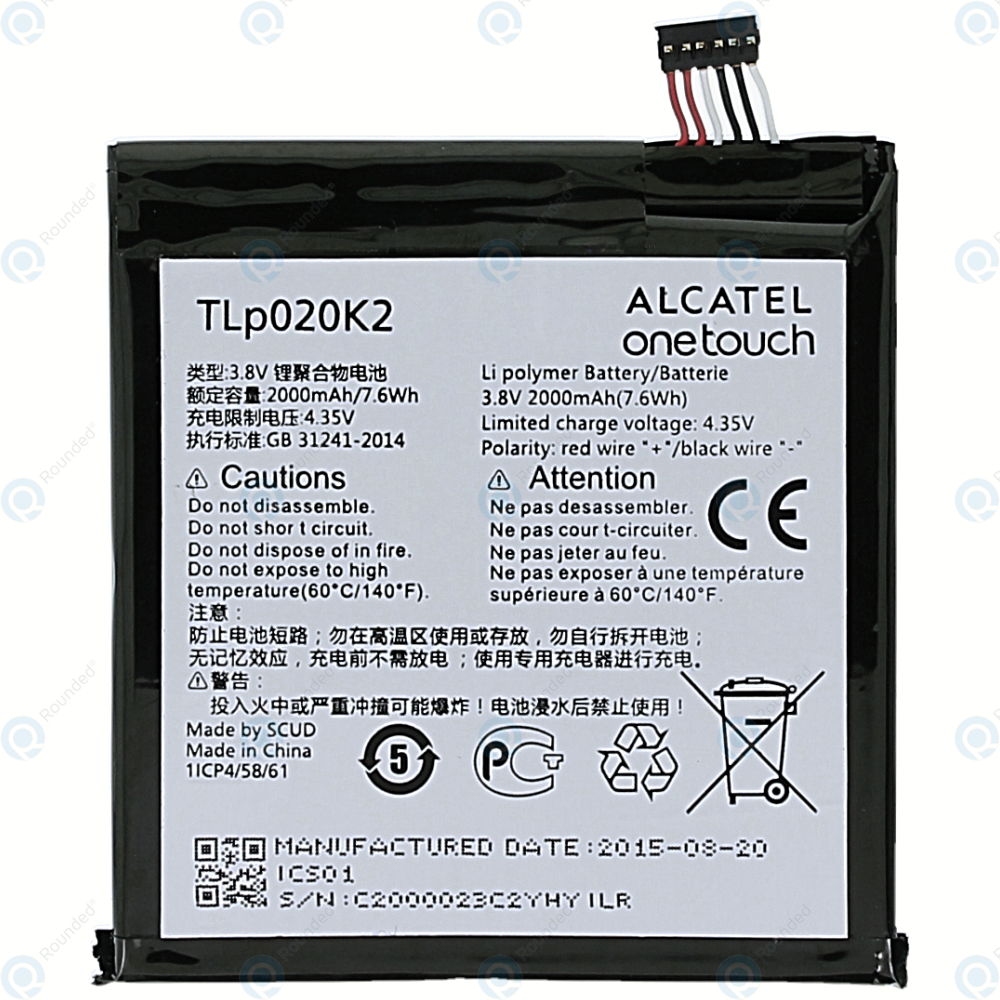 TLp020K2
ALCATEL
onetouch
类型:3.8V 锂聚合物电池
额定容量:2000mAh/7.6Wh
充电限制电压:4.35V
执行标准:GB 31241-2014
Li polymer Battery/Batterie
3.8V 2000mAh(7.6Wh)
Limited charge voltage: 4.35V
Polarity: red wire "+"/black wire "-"
⚠ Cautions
Do not disassemble.
Do not shor t circuit.
Do not dispose of in fire.
Do not expose to high
temperature(60°C/140°F).
⚠ Attention
Ne pas desassembler.
Ne pas cour t-circuiter.
Ne pas jeter au feu.
Ne pas exposer à une température
supérieure à 60°C/140°F.
CE
注意：
防止电池短路；勿在高温区使用或存放，勿自行拆开电池；
无记忆效应，充电前不需放电 ；使用专用充电器进行充电。
⚠警告：
投入火中或严重冲撞可能爆炸！电池浸水后禁止使用！
Made by SCUD
Made in China
1ICP4/58/61
5
MANUFACTURED DATE:2015-08-20
ICS01
S/N:C2000023C2YHY1LR
Rounded®
Rounded®
Rounded®
Rounded®
Rounded®
Rounded®
Rounded®
Rounded®